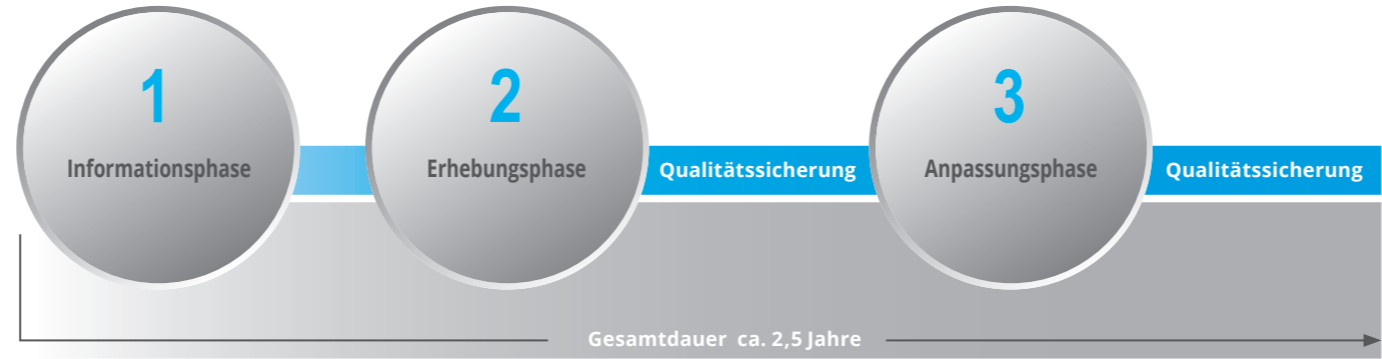 1
Informationsphase
2
Erhebungsphase
Qualitätssicherung
3
Anpassungsphase
Qualitätssicherung
Gesamtdauer ca. 2,5 Jahre